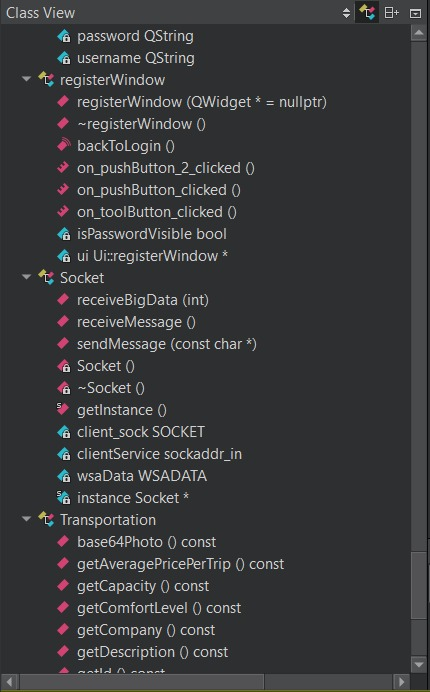 Class View
password QString
username QString
registerWindow
registerWindow (QWidget * = nullptr)
~registerWindow ()
backToLogin ()
on_pushButton_2_clicked ()
on_pushButton_clicked ()
on_toolButton_clicked ()
isPasswordVisible bool
ui Ui::registerWindow *
Socket
receiveBigData (int)
receiveMessage ()
sendMessage (const char *)
Socket ()
~Socket ()
getInstance ()
client_sock SOCKET
clientService sockaddr_in
wsaData WSADATA
instance Socket *
Transportation
base64Photo () const
getAveragePricePerTrip () const
getCapacity () const
getComfortLevel () const
getCompany () const
getDescription () const
getId () const